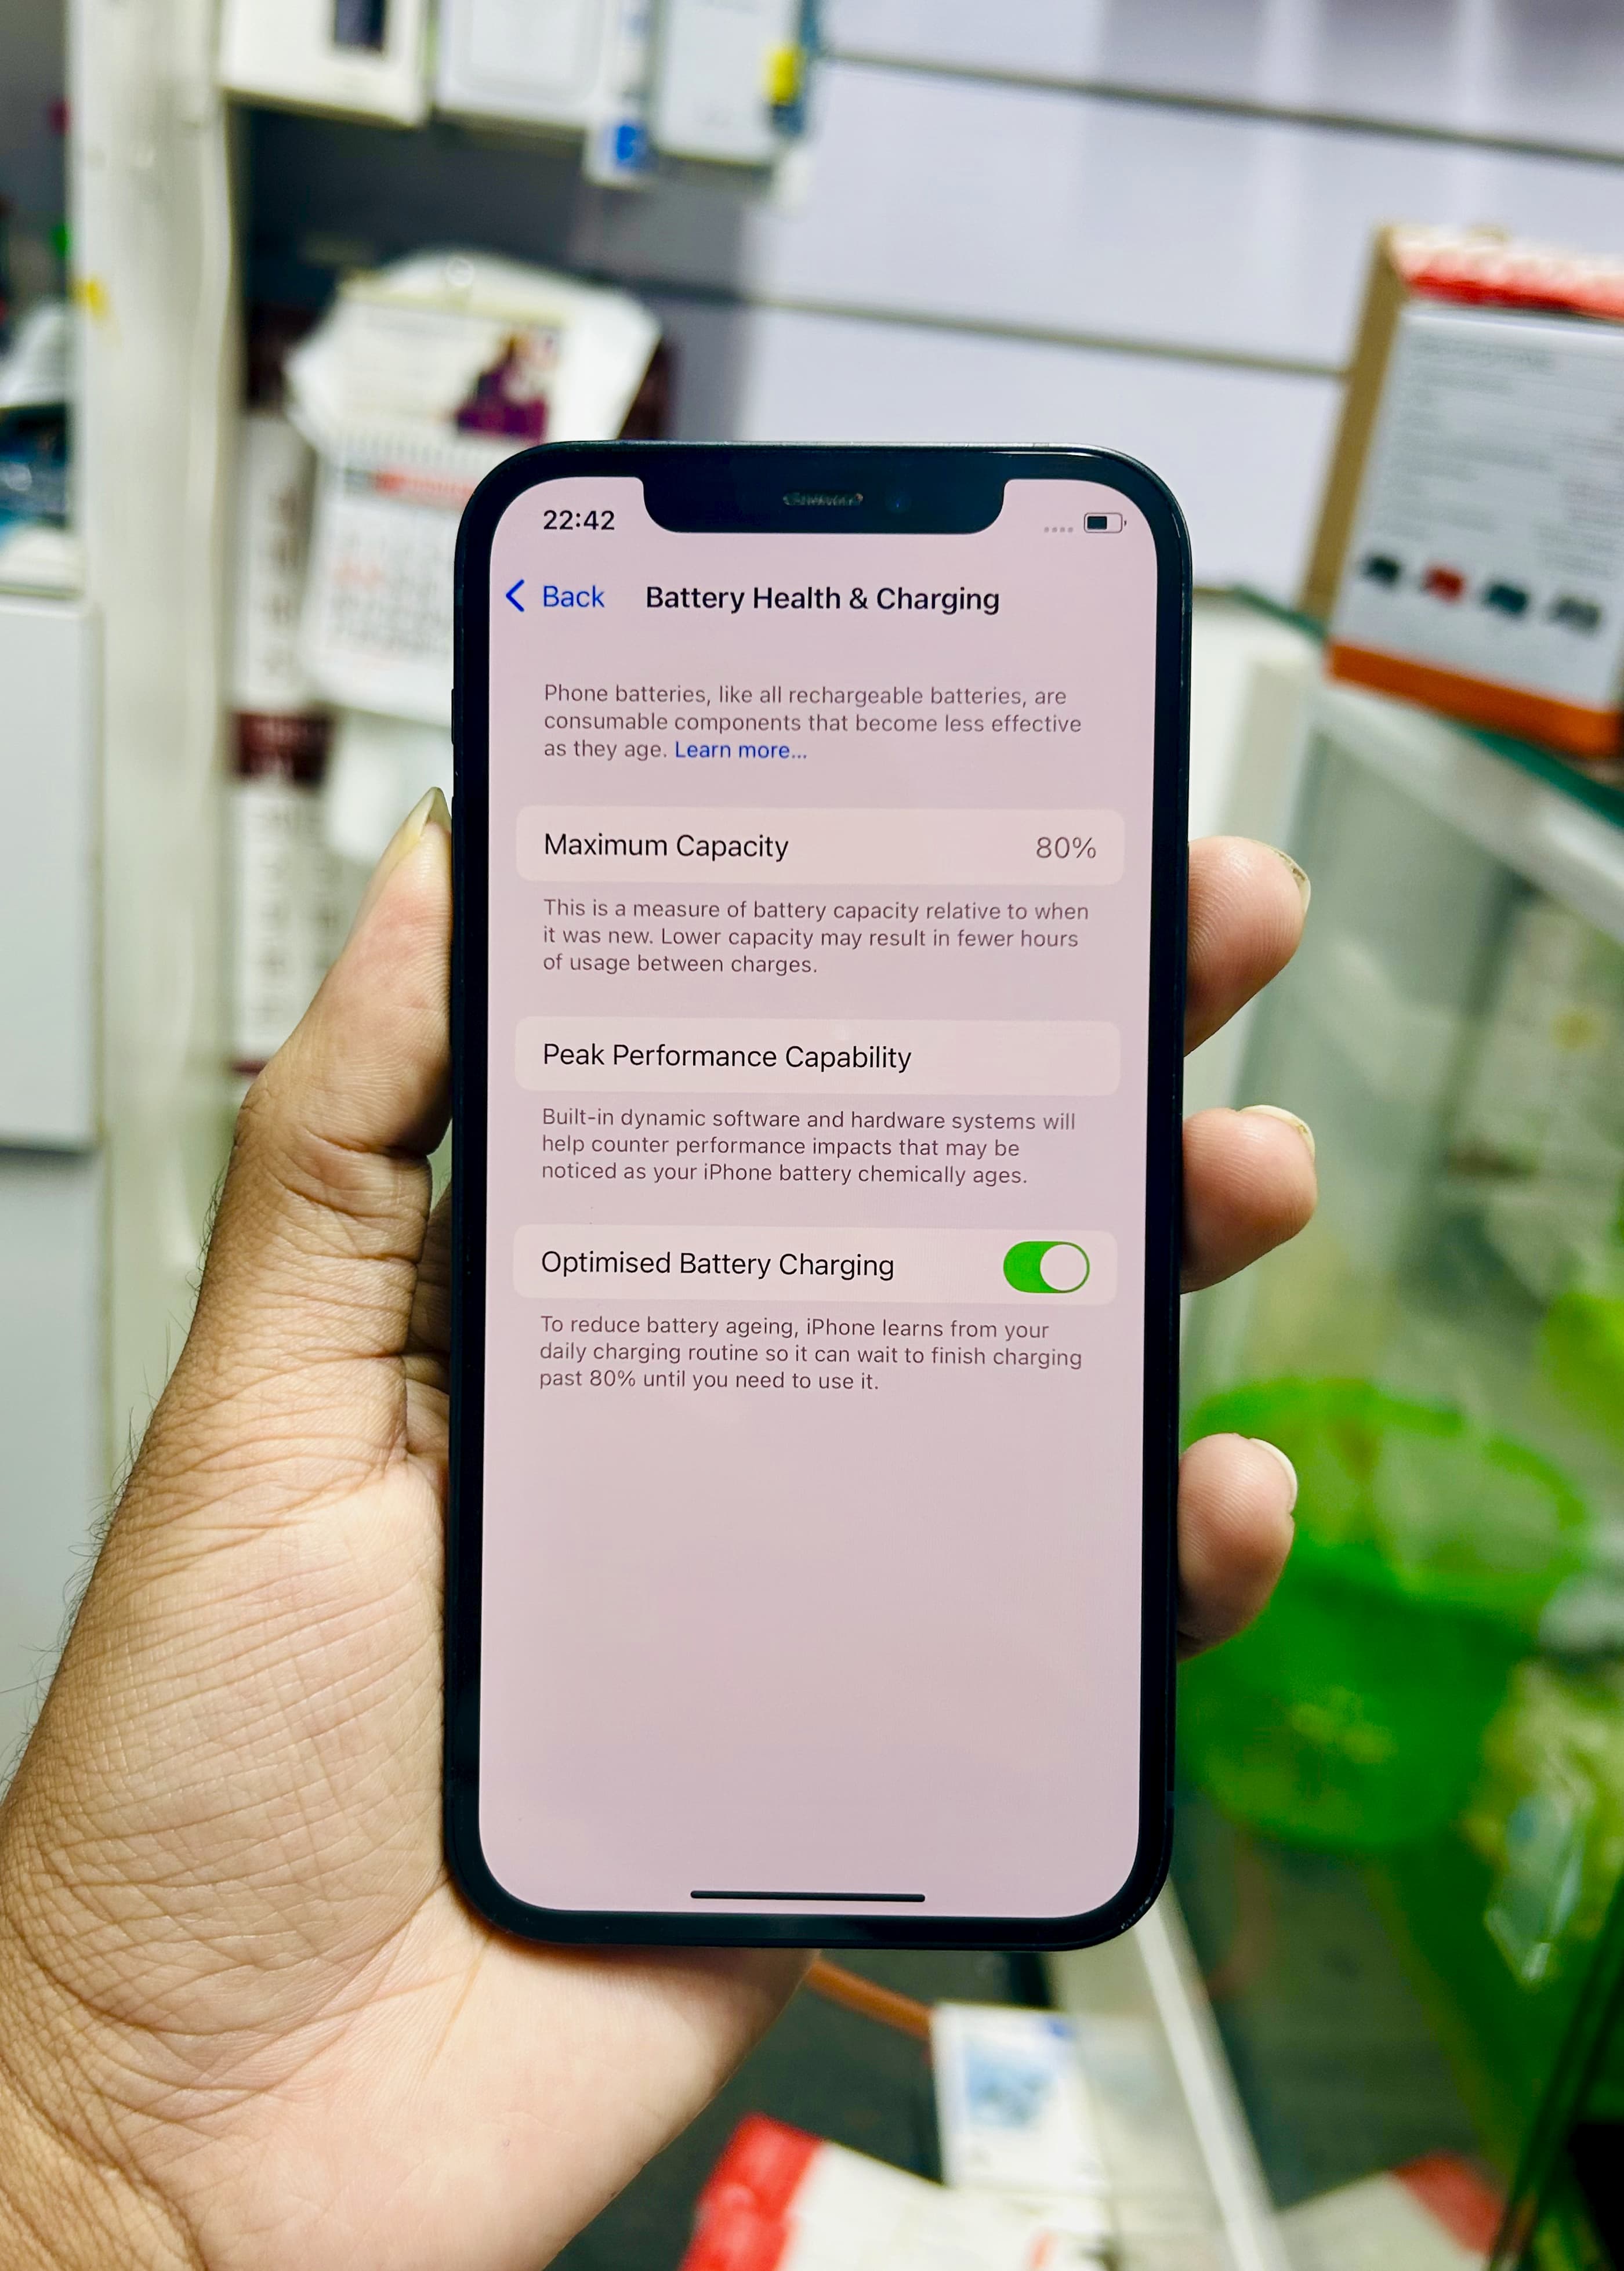 22:42
Back Battery Health & Charging
Phone batteries, like all rechargeable batteries, are
consumable components that become less effective
as they age. Learn more...
Maximum Capacity 80%
This is a measure of battery capacity relative to when
it was new. Lower capacity may result in fewer hours
of usage between charges.
Peak Performance Capability
Built-in dynamic software and hardware systems will
help counter performance impacts that may be
noticed as your iPhone battery chemically ages.
Optimised Battery Charging
To reduce battery ageing, iPhone learns from your
daily charging routine so it can wait to finish charging
past 80% until you need to use it.